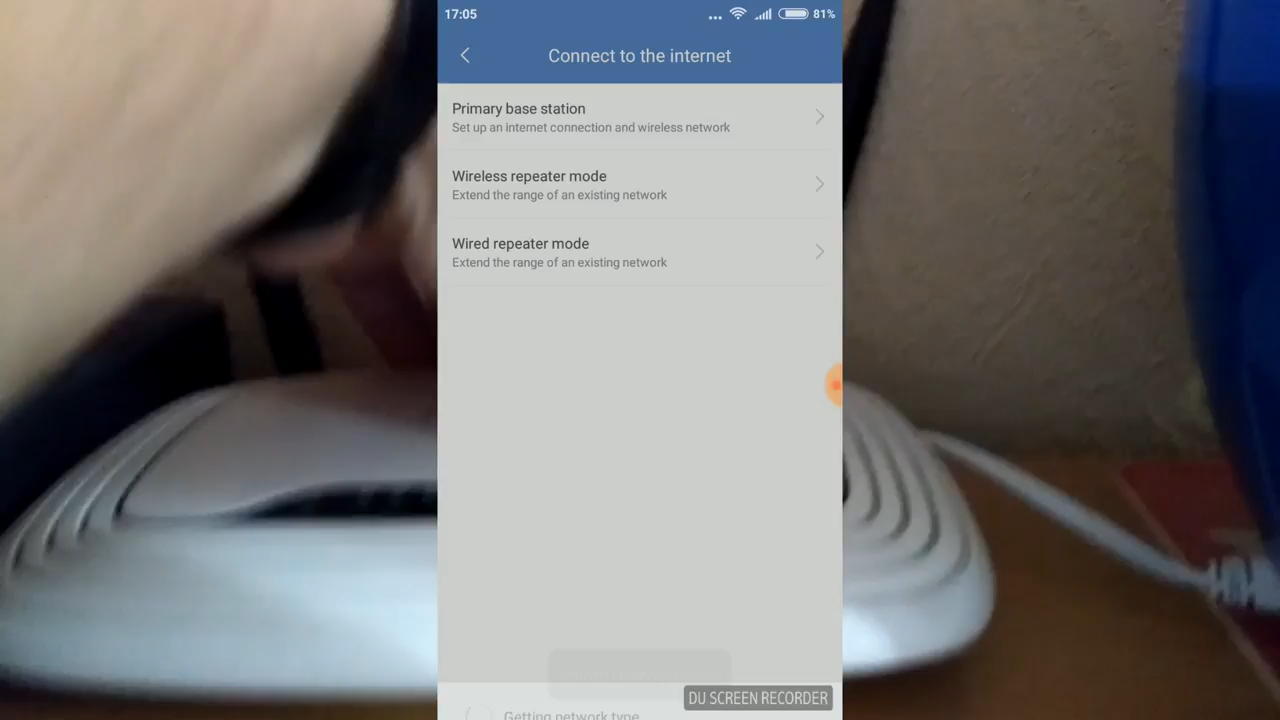 17:05
... 81%
Connect to the internet
Primary base station
Set up an internet connection and wireless network
Wireless repeater mode
Extend the range of an existing network
Wired repeater mode
Extend the range of an existing network
Getting network type
DU SCREEN RECORDER